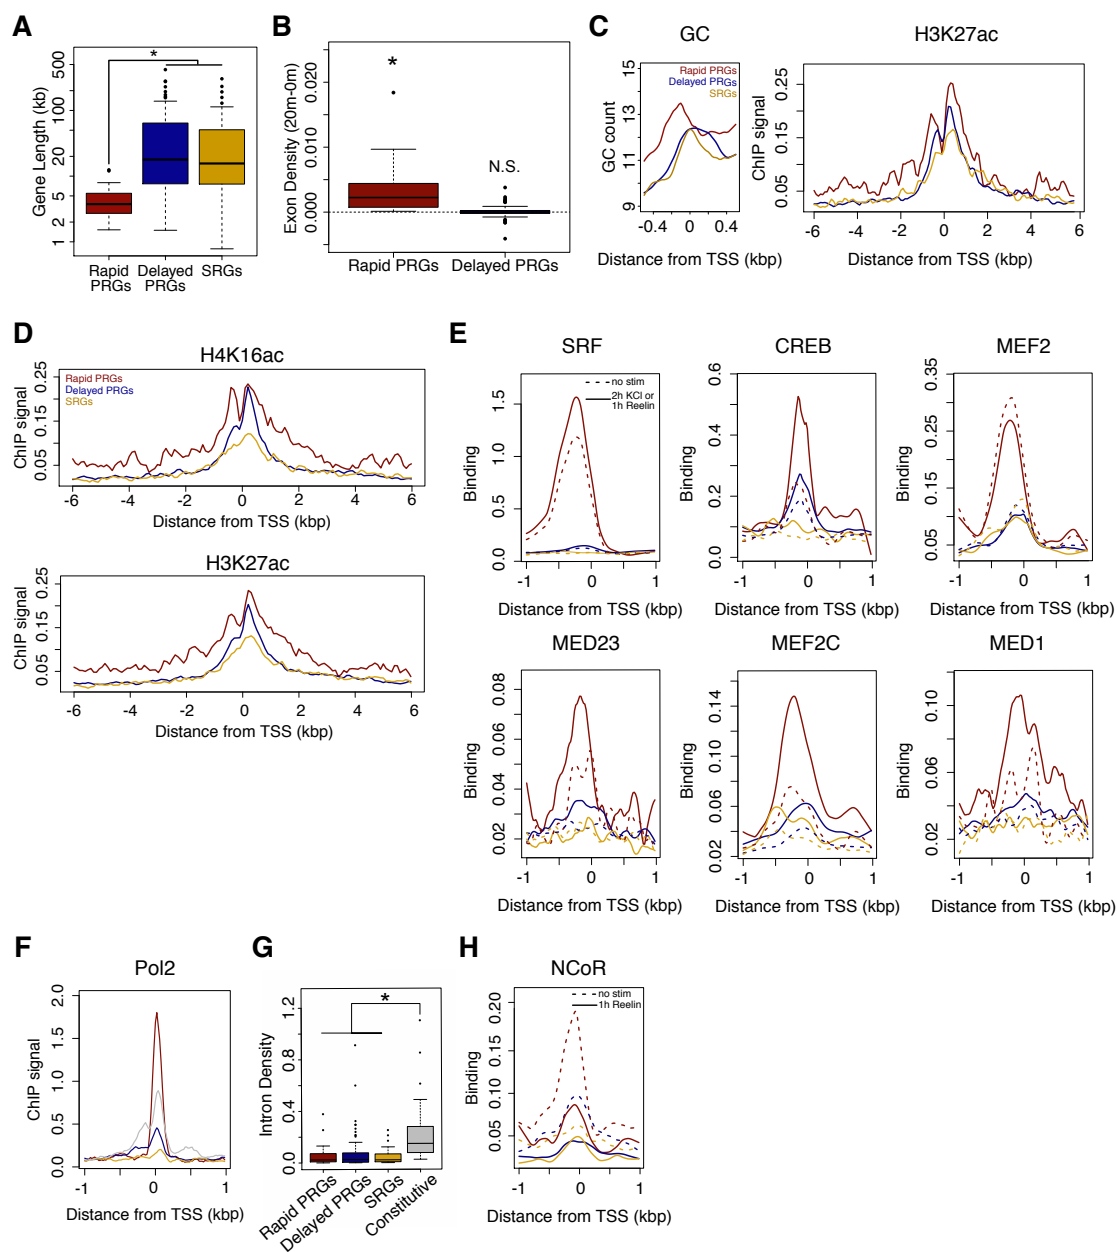 A
Gene Length (kb)
500
100
20
5
2
1
*
Rapid PRGs
Delayed PRGs
SRGs
B
Exon Density (20m-0m)
0.020
0.010
0.000
*
N.S.
Rapid PRGs
Delayed PRGs
C
GC
GC count
15
13
11
9
Rapid PRGs
Delayed PRGs
SRGs
-0.4
0
0.4
Distance from TSS (kbp)
H3K27ac
ChIP signal
0.25
0.15
0.05
-6 -4 -2 0 2 4 6
Distance from TSS (kbp)
D
H4K16ac
ChIP signal
0.25
0.15
0.05
Rapid PRGs
Delayed PRGs
SRGs
-6 -4 -2 0 2 4 6
Distance from TSS (kbp)
H3K27ac
ChIP signal
0.25
0.15
0.05
-6 -4 -2 0 2 4 6
Distance from TSS (kbp)
E
SRF
Binding
1.5
1.0
0.5
0.0
no stim
2h KCl or
1h Reelin
-1 0 1
Distance from TSS (kbp)
CREB
Binding
0.6
0.4
0.2
0.0
-1 0 1
Distance from TSS (kbp)
MEF2
Binding
0.35
0.25
0.15
0.05
-1 0 1
Distance from TSS (kbp)
MED23
Binding
0.08
0.06
0.04
0.02
-1 0 1
Distance from TSS (kbp)
MEF2C
Binding
0.14
0.10
0.06
0.02
-1 0 1
Distance from TSS (kbp)
MED1
Binding
0.10
0.06
0.02
-1 0 1
Distance from TSS (kbp)
F
Pol2
ChIP signal
2.0
1.5
1.0
0.5
0.0
-1 0 1
Distance from TSS (kbp)
G
Intron Density
1.2
0.8
0.4
0.0
*
Rapid PRGs
Delayed PRGs
SRGs
Constitutive
H
NCoR
Binding
0.20
0.15
0.10
0.05
no stim
1h Reelin
-1 0 1
Distance from TSS (kbp)